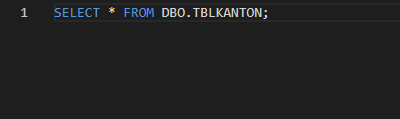 1 SELECT * FROM DBO.TBLKANTON;